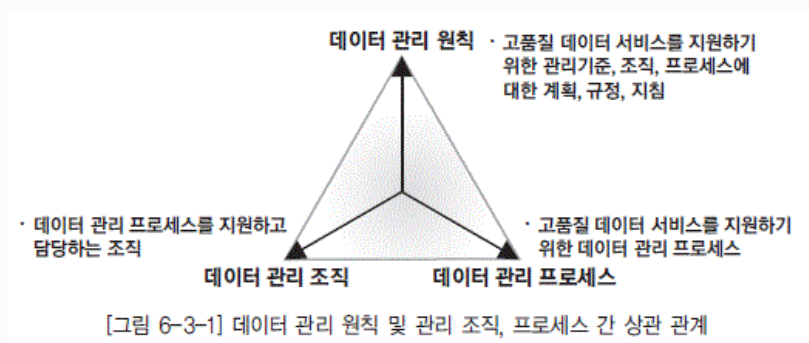 데이터 관리 원칙
· 고품질 데이터 서비스를 지원하기
위한 관리기준, 조직, 프로세스에
대한 계획, 규정, 지침
· 데이터 관리 프로세스를 지원하고
담당하는 조직
데이터 관리 조직
· 고품질 데이터 서비스를 지원하기
위한 데이터 관리 프로세스
데이터 관리 프로세스
[그림 6-3-1] 데이터 관리 원칙 및 관리 조직, 프로세스 간 상관 관계